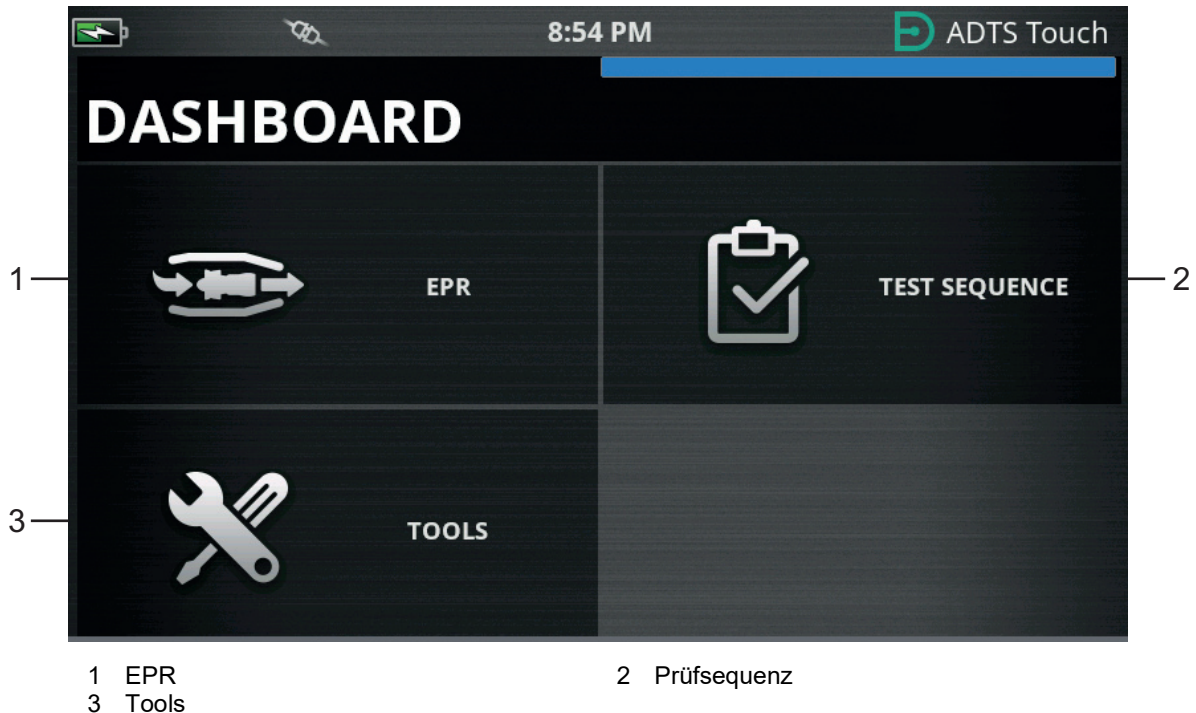 8:54 PM ADTS Touch
DASHBOARD
1 EPR TEST SEQUENCE 2
3 TOOLS
1 EPR 2 Prüfsequenz
3 Tools